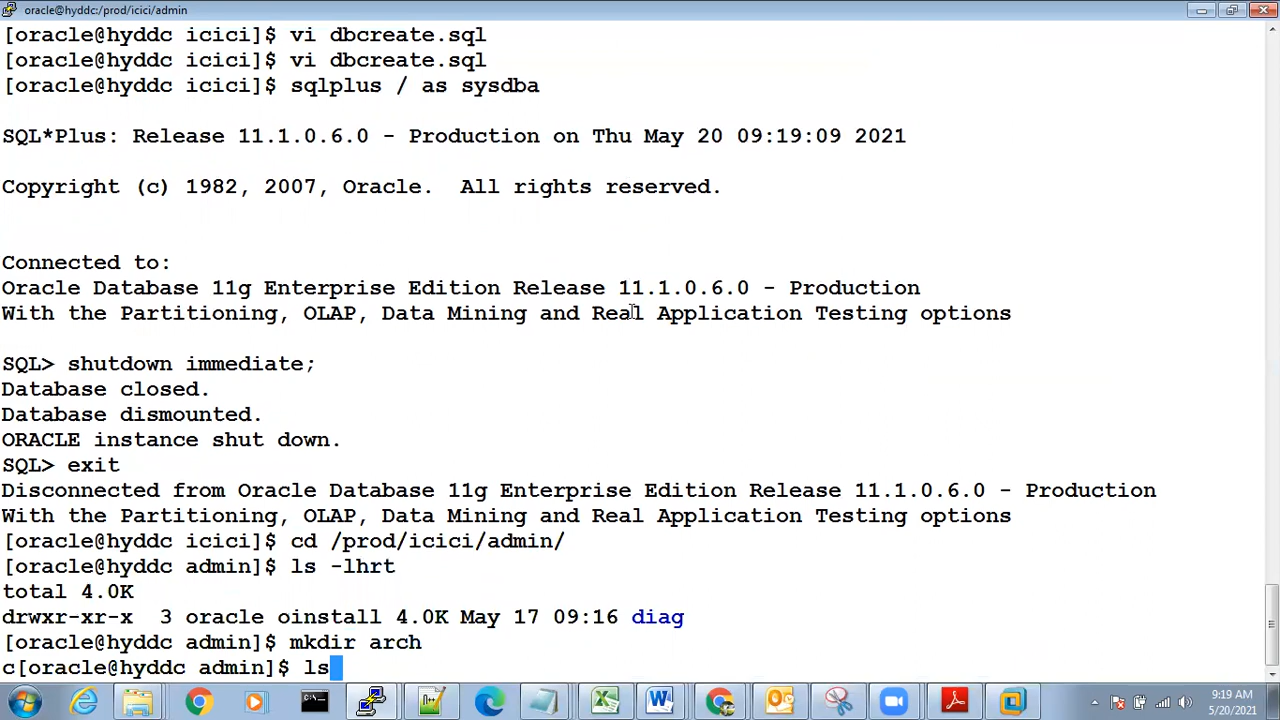 oracle@hyddc:/prod/icici/admin
[oracle@hyddc icici]$ vi dbcreate.sql
[oracle@hyddc icici]$ vi dbcreate.sql
[oracle@hyddc icici]$ sqlplus / as sysdba
SQL*Plus: Release 11.1.0.6.0 - Production on Thu May 20 09:19:09 2021
Copyright (c) 1982, 2007, Oracle.  All rights reserved.
Connected to:
Oracle Database 11g Enterprise Edition Release 11.1.0.6.0 - Production
With the Partitioning, OLAP, Data Mining and Real Application Testing options
SQL> shutdown immediate;
Database closed.
Database dismounted.
ORACLE instance shut down.
SQL> exit
Disconnected from Oracle Database 11g Enterprise Edition Release 11.1.0.6.0 - Production
With the Partitioning, OLAP, Data Mining and Real Application Testing options
[oracle@hyddc icici]$ cd /prod/icici/admin/
[oracle@hyddc admin]$ ls -lhrt
total 4.0K
drwxr-xr-x  3 oracle oinstall 4.0K May 17 09:16 diag
[oracle@hyddc admin]$ mkdir arch
c[oracle@hyddc admin]$ ls
9:19 AM
5/20/2021